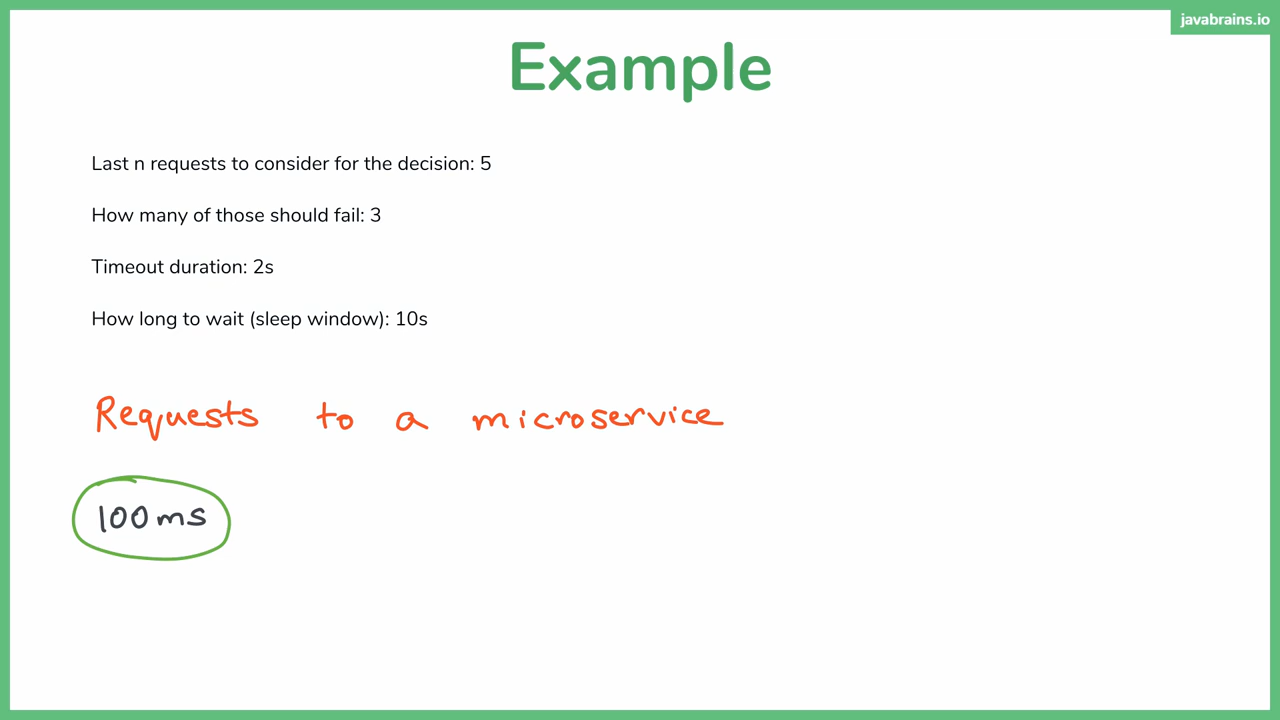 javabrains.io
Example
Last n requests to consider for the decision: 5
How many of those should fail: 3
Timeout duration: 2s
How long to wait (sleep window): 10s
Requests to a microservice
100ms